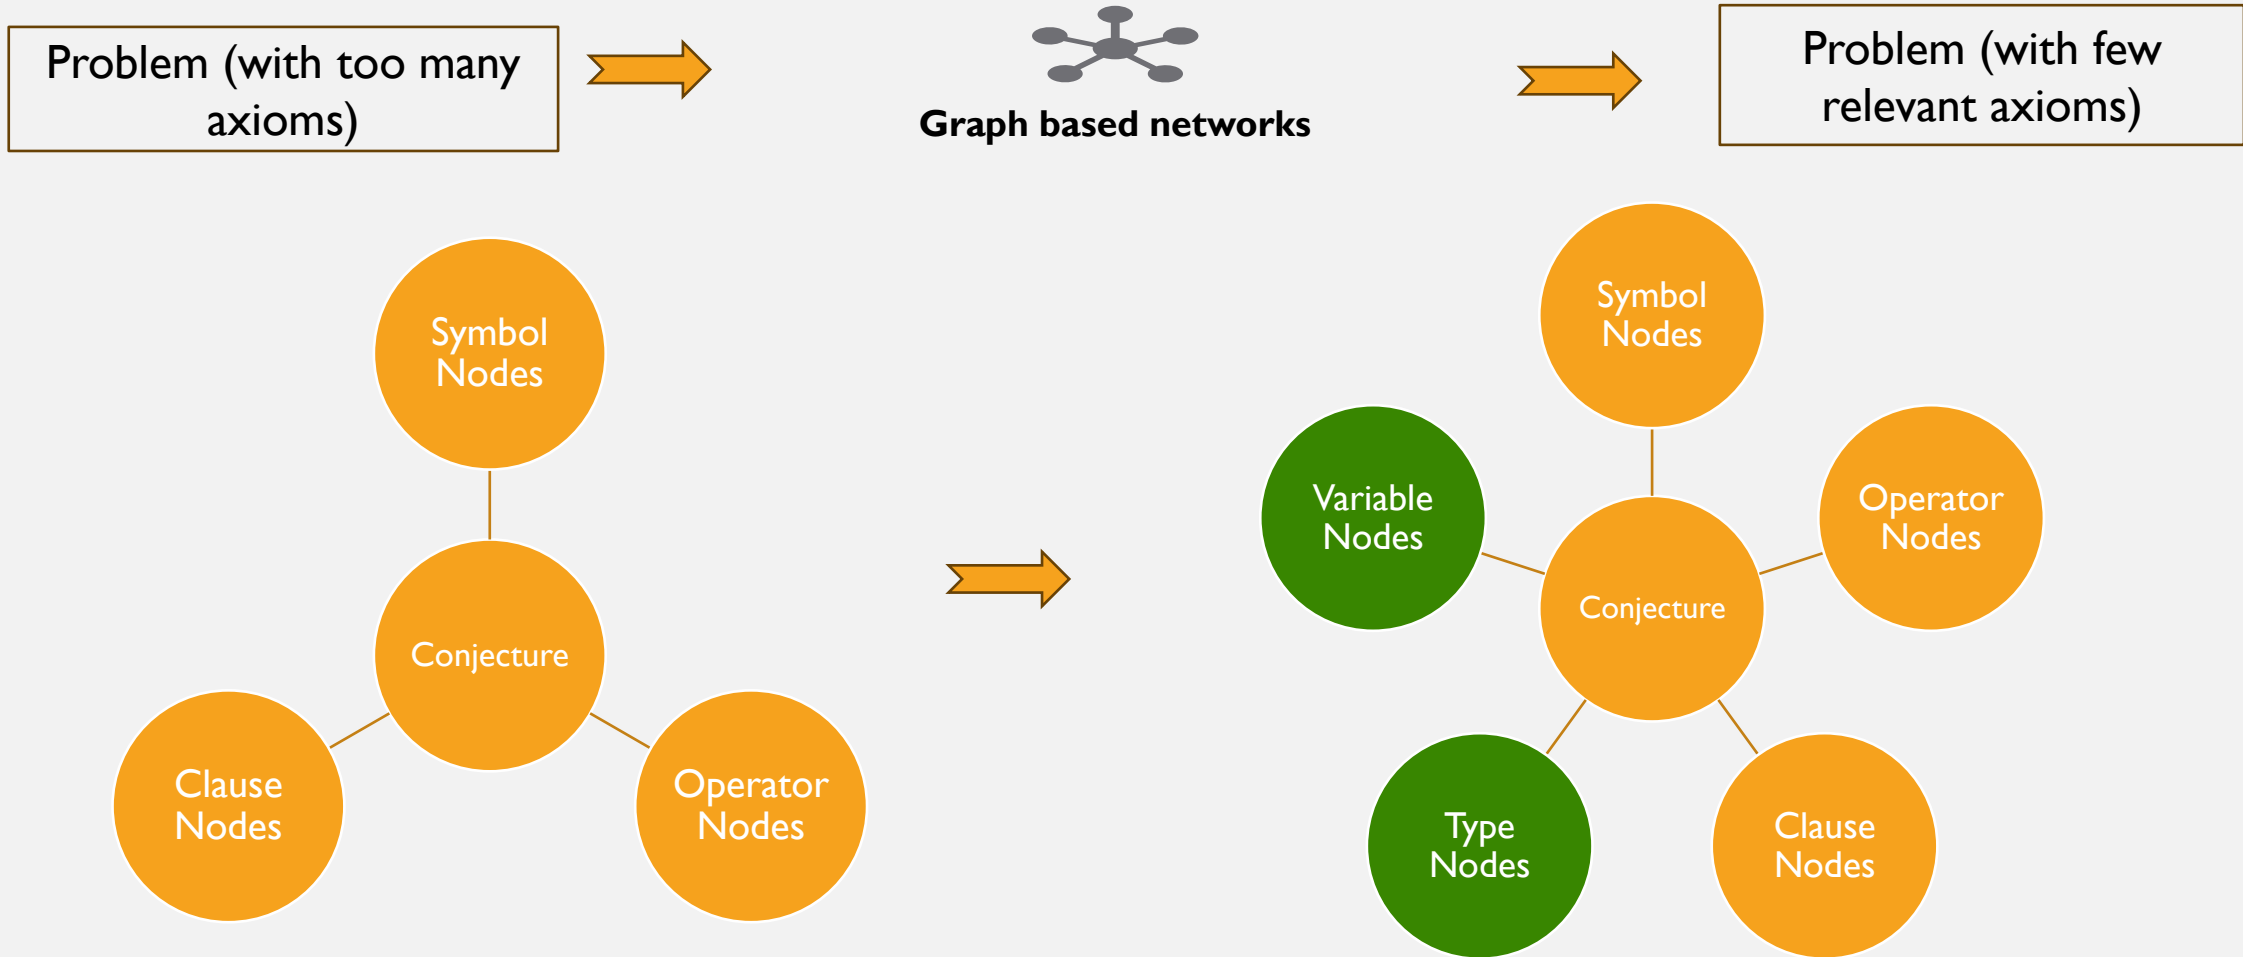 Problem (with too many
axioms)
Graph based networks
Problem (with few
relevant axioms)
Symbol
Nodes
Conjecture
Clause
Nodes
Operator
Nodes
Symbol
Nodes
Variable
Nodes
Operator
Nodes
Conjecture
Type
Nodes
Clause
Nodes